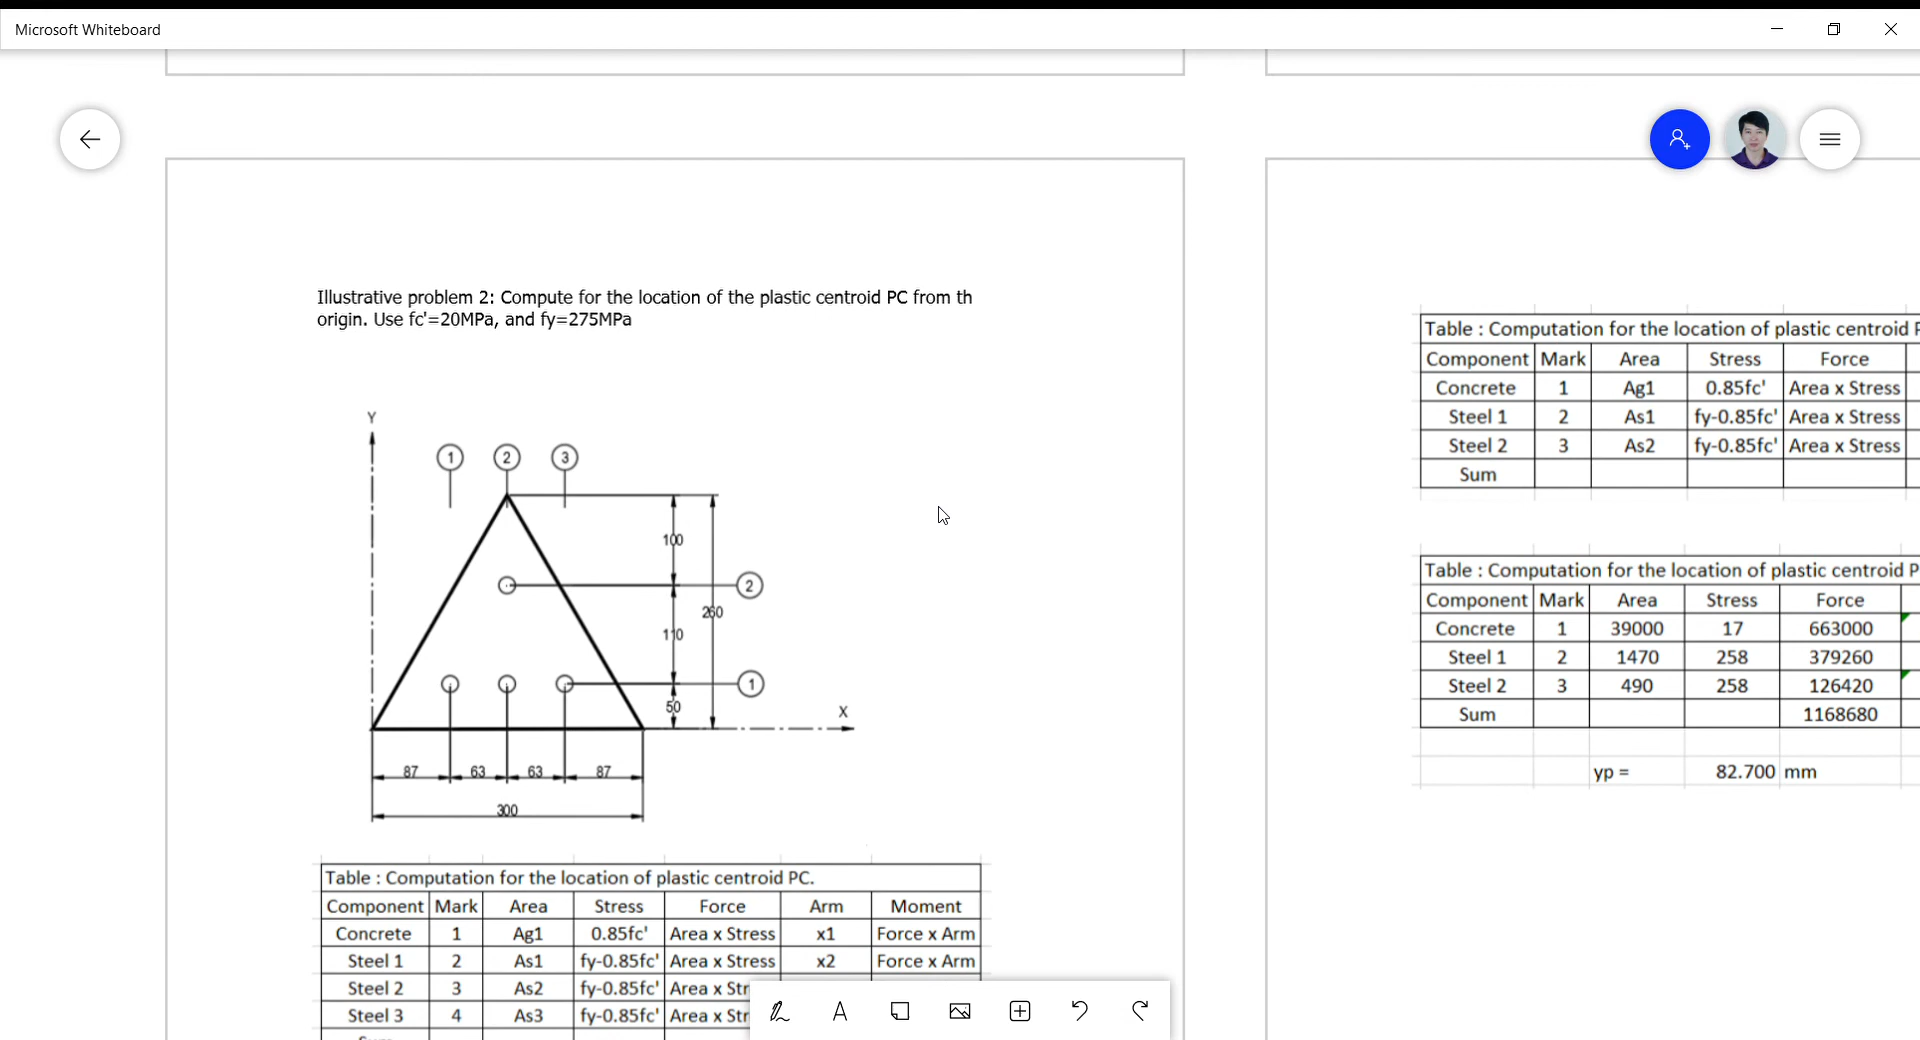 Microsoft Whiteboard
Illustrative problem 2: Compute for the location of the plastic centroid PC from th
origin. Use fc'=20MPa, and fy=275MPa
Y
1 2 3
100
2
260
110
1
50
X
87 63 63 87
300
Table : Computation for the location of plastic centroid PC.
Component Mark Area Stress Force Arm Moment
Concrete 1 Ag1 0.85fc' Area x Stress x1 Force x Arm
Steel 1 2 As1 fy-0.85fc' Area x Stress x2 Force x Arm
Steel 2 3 As2 fy-0.85fc' Area x Str
Steel 3 4 As3 fy-0.85fc' Area x Str
Table : Computation for the location of plastic centroid P
Component Mark Area Stress Force
Concrete 1 Ag1 0.85fc' Area x Stress
Steel 1 2 As1 fy-0.85fc' Area x Stress
Steel 2 3 As2 fy-0.85fc' Area x Stress
Sum
Table : Computation for the location of plastic centroid P
Component Mark Area Stress Force
Concrete 1 39000 17 663000
Steel 1 2 1470 258 379260
Steel 2 3 490 258 126420
Sum 1168680
yp = 82.700 mm